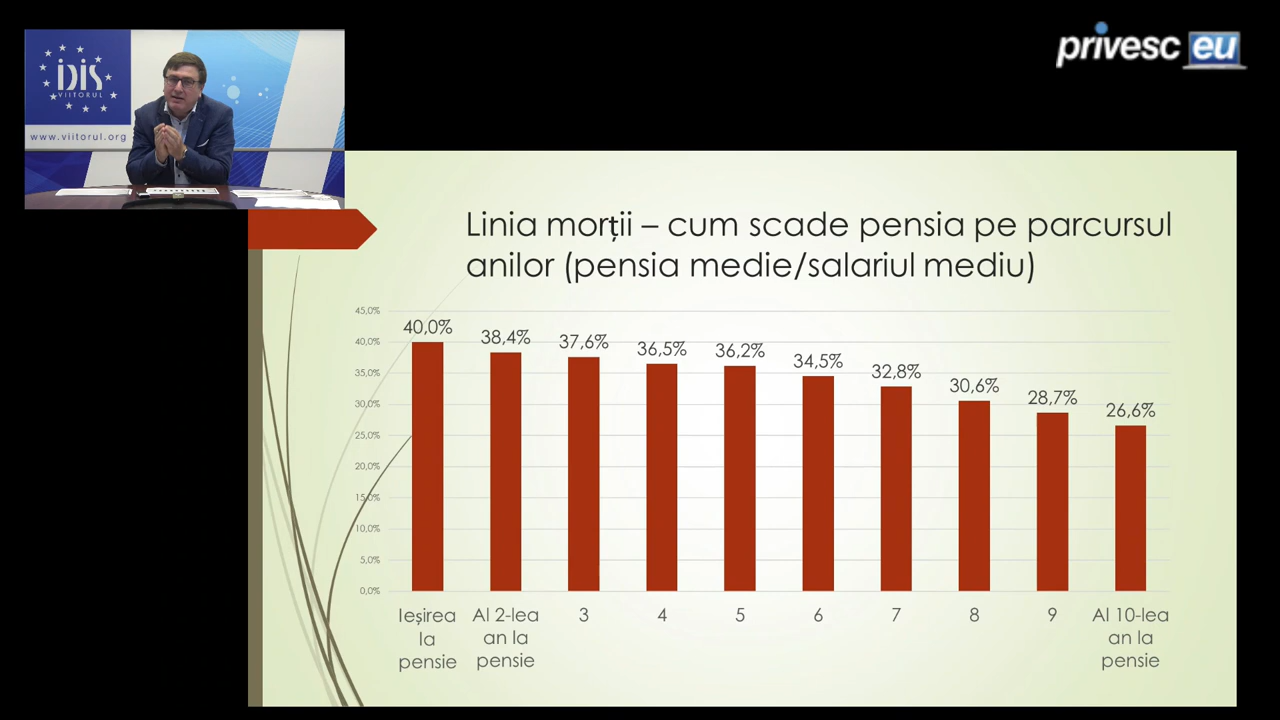 IDIS
VIITORUL
www.viitorul.org
privesc eu
Linia morții – cum scade pensia pe parcursul
anilor (pensia medie/salariul mediu)
45,0%
40,0%
35,0%
30,0%
25,0%
20,0%
15,0%
10,0%
5,0%
0,0%
40,0%
38,4%
37,6%
36,5%
36,2%
34,5%
32,8%
30,6%
28,7%
26,6%
Ieșirea
la
pensie
Al 2-lea
an la
pensie
3
4
5
6
7
8
9
Al 10-lea
an la
pensie